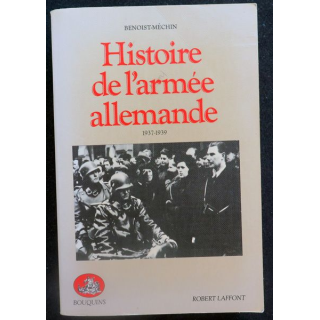 BENOIST-MÉCHIN
Histoire
de l'armée
allemande
1937-1939
BOUQUINS
ROBERT LAFFONT